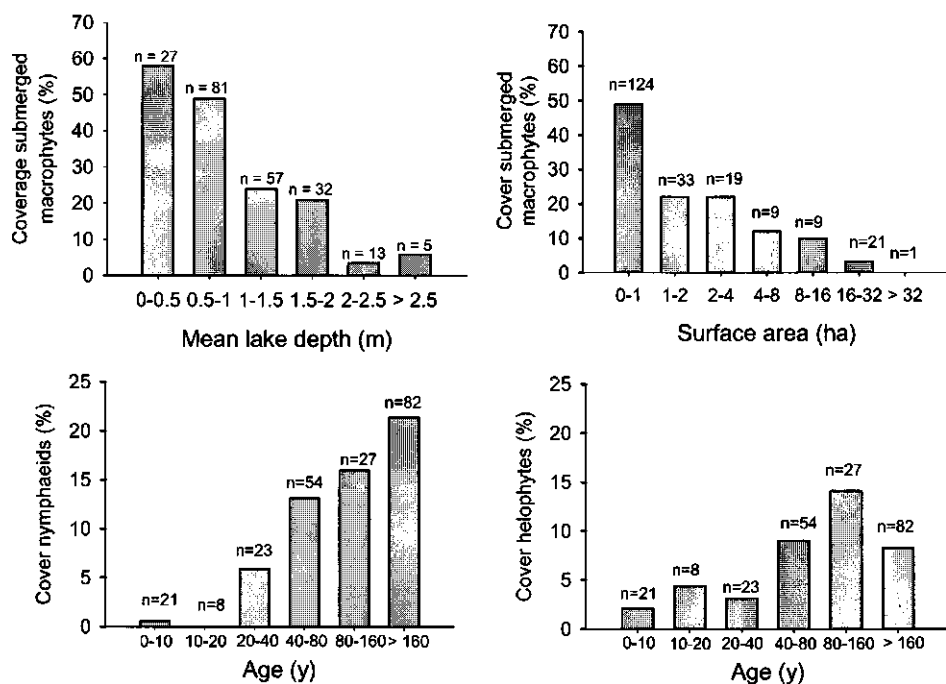 Coverage submerged
macrophytes (%)
70
60
50
40
30
20
10
0
n = 27
n = 81
n = 57
n = 32
n = 13
n = 5
0-0.5 0.5-1 1-1.5 1.5-2 2-2.5 > 2.5
Mean lake depth (m)
Cover submerged
macrophytes (%)
70
60
50
40
30
20
10
0
n=124
n=33
n=19
n=9
n=9
n=21
n=1
0-1 1-2 2-4 4-8 8-16 16-32 > 32
Surface area (ha)
Cover nymphaeids (%)
25
20
15
10
5
0
n=21
n=8
n=23
n=54
n=27
n=82
0-10 10-20 20-40 40-80 80-160 > 160
Age (y)
Cover helophytes (%)
25
20
15
10
5
0
n=21
n=8
n=23
n=54
n=27
n=82
0-10 10-20 20-40 40-80 80-160 > 160
Age (y)